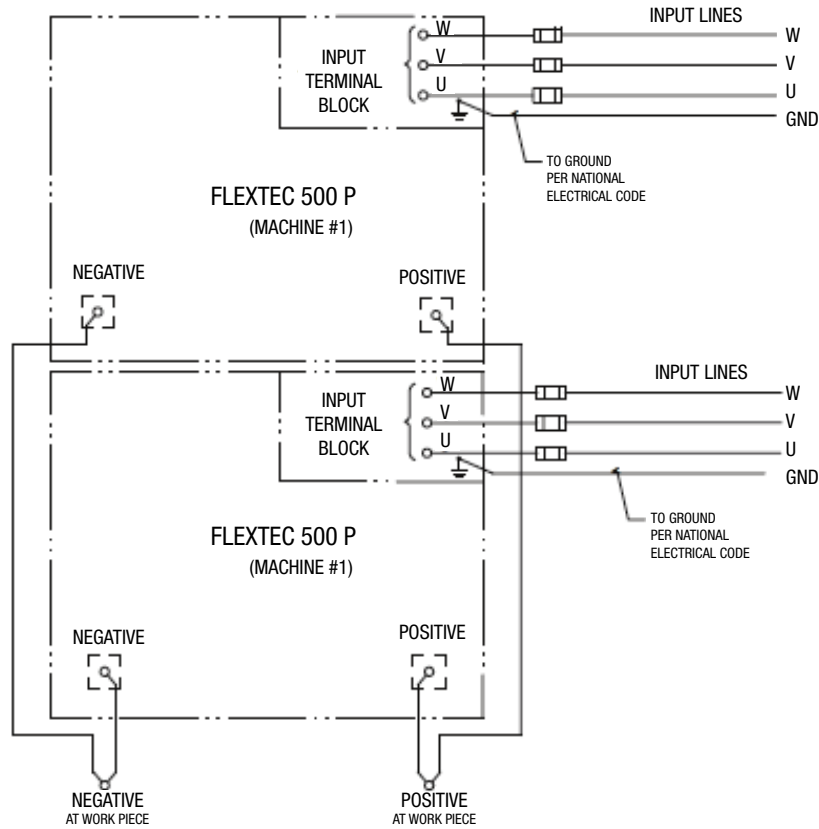 INPUT LINES
W
W
INPUT
TERMINAL
BLOCK
V
V
U
U
GND
TO GROUND
PER NATIONAL
ELECTRICAL CODE
FLEXTEC 500 P
(MACHINE #1)
NEGATIVE
POSITIVE
INPUT LINES
W
W
INPUT
TERMINAL
BLOCK
V
V
U
U
GND
TO GROUND
PER NATIONAL
ELECTRICAL CODE
FLEXTEC 500 P
(MACHINE #1)
NEGATIVE
POSITIVE
NEGATIVE
AT WORK PIECE
POSITIVE
AT WORK PIECE